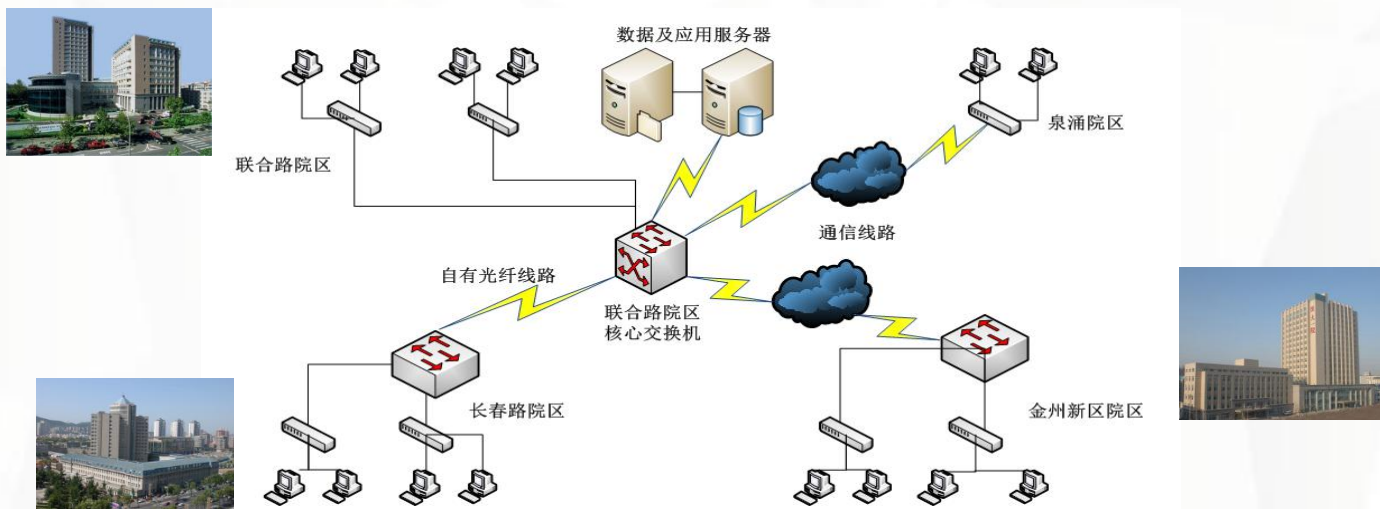 数据及应用服务器
泉涌院区
联合路院区
通信线路
自有光纤线路
联合路院区
核心交换机
长春路院区
金州新区院区